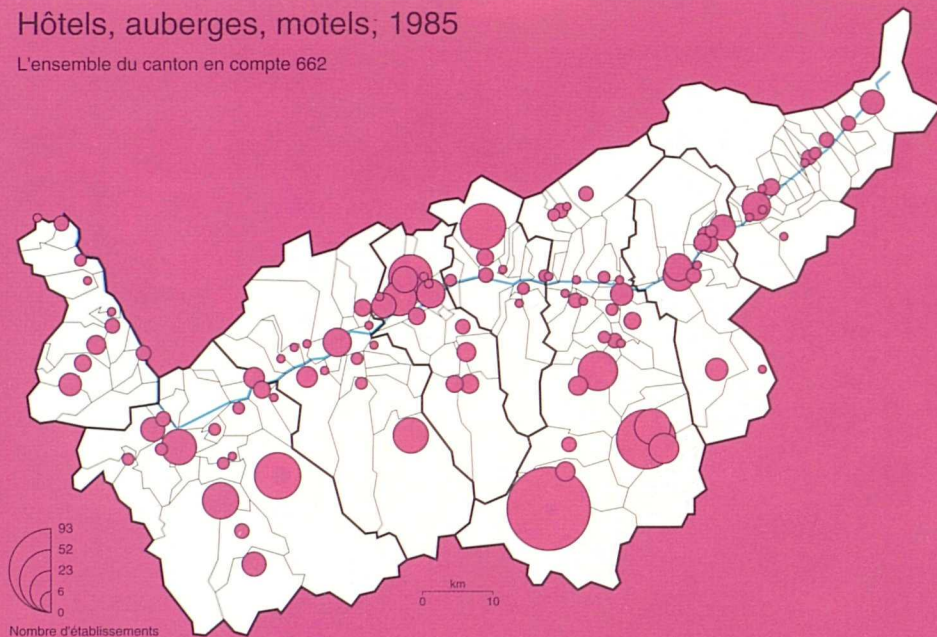 Hôtels, auberges, motels, 1985
L'ensemble du canton en compte 662
93
52
23
6
0
Nombre d'établissements
km
0 10